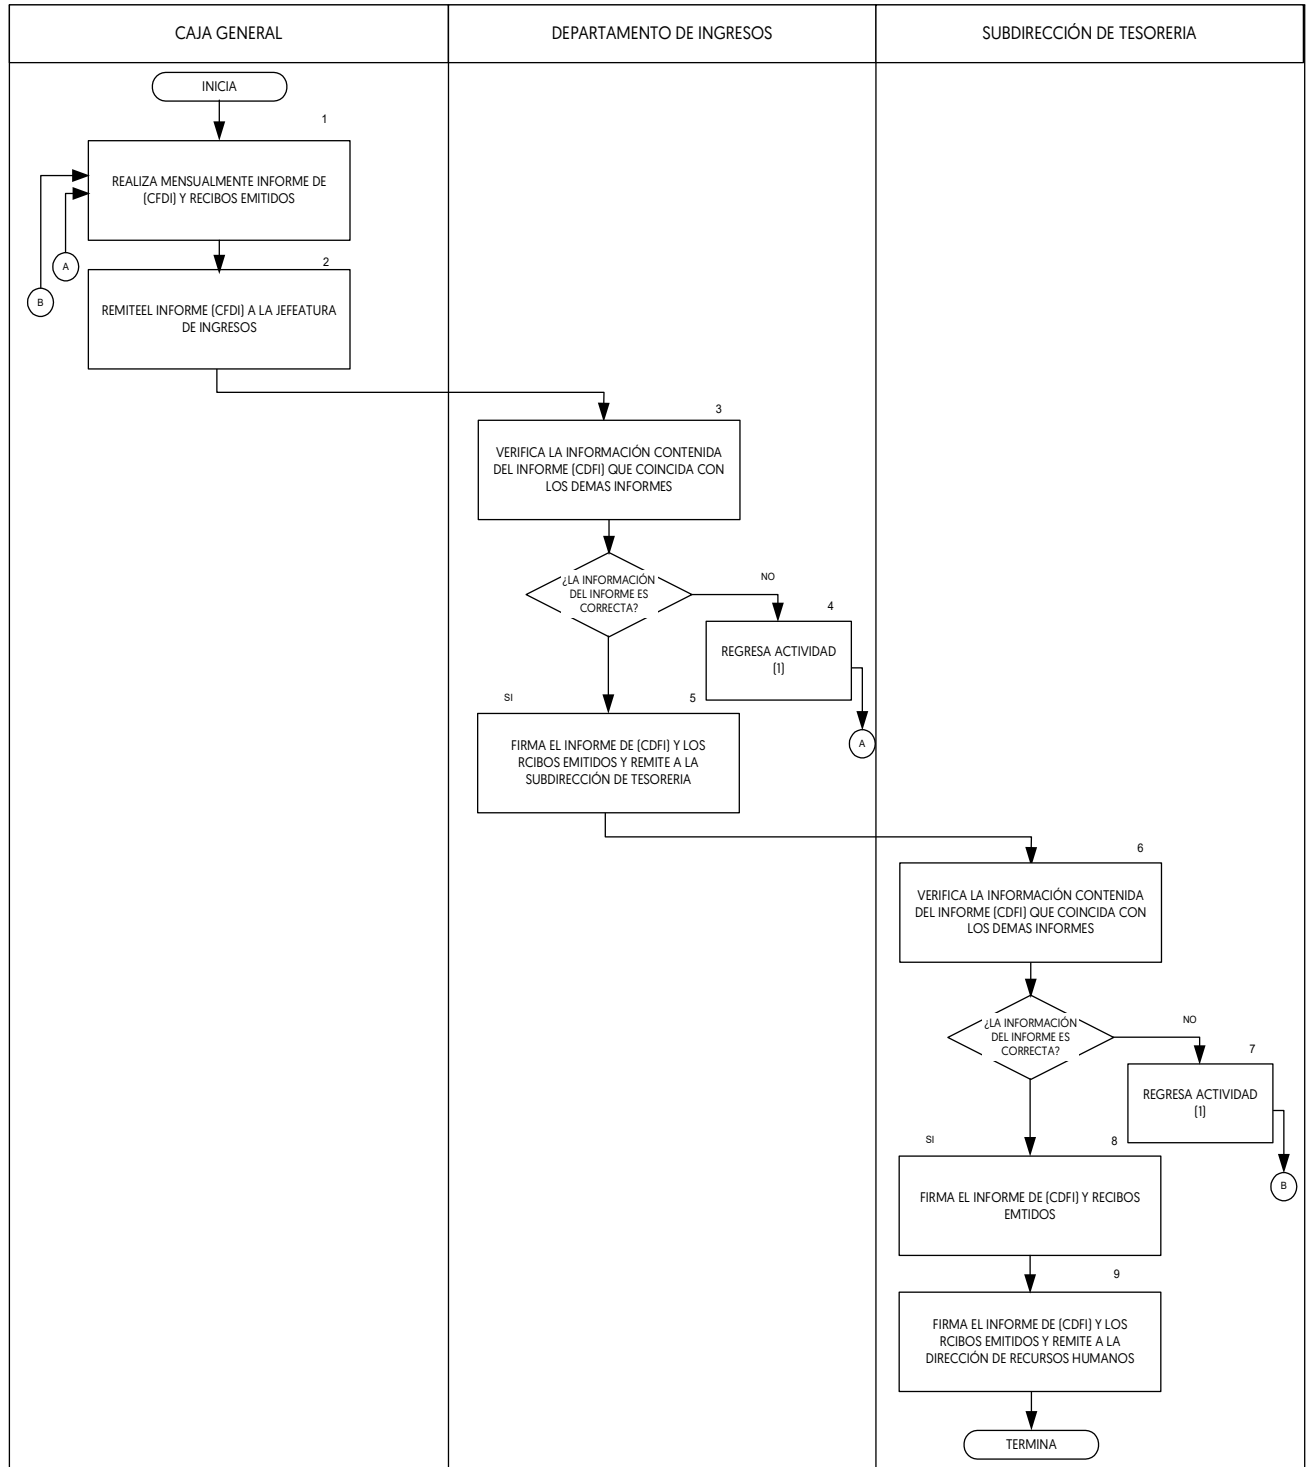 CAJA GENERAL
DEPARTAMENTO DE INGRESOS
SUBDIRECCIÓN DE TESORERIA
INICIA
1
REALIZA MENSUALMENTE INFORME DE
(CFDI) Y RECIBOS EMITIDOS
A
B
2
REMITEEL INFORME (CFDI) A LA JEFEATURA
DE INGRESOS
3
VERIFICA LA INFORMACIÓN CONTENIDA
DEL INFORME (CDFI) QUE COINCIDA CON
LOS DEMAS INFORMES
¿LA INFORMACIÓN
DEL INFORME ES
CORRECTA?
NO
4
REGRESA ACTIVIDAD
(1)
A
SI
5
FIRMA EL INFORME DE (CDFI) Y LOS
RCIBOS EMITIDOS Y REMITE A LA
SUBDIRECCIÓN DE TESORERIA
6
VERIFICA LA INFORMACIÓN CONTENIDA
DEL INFORME (CDFI) QUE COINCIDA CON
LOS DEMAS INFORMES
¿LA INFORMACIÓN
DEL INFORME ES
CORRECTA?
NO
7
REGRESA ACTIVIDAD
(1)
B
SI
8
FIRMA EL INFORME DE (CDFI) Y RECIBOS
EMTIDOS
9
FIRMA EL INFORME DE (CDFI) Y LOS
RCIBOS EMITIDOS Y REMITE A LA
DIRECCIÓN DE RECURSOS HUMANOS
TERMINA